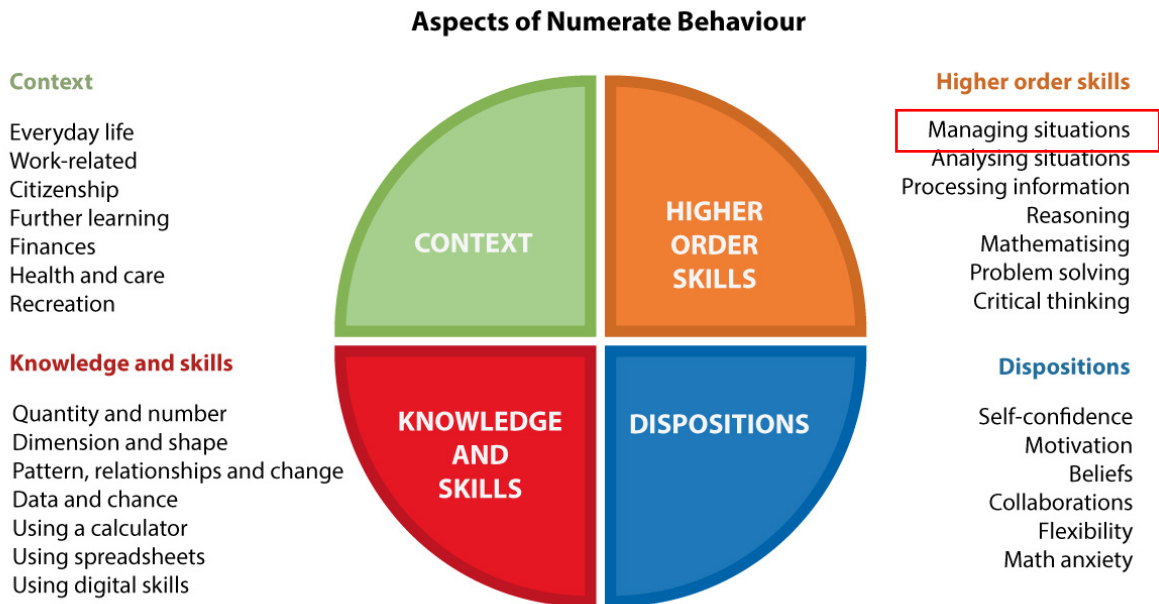 Aspects of Numerate Behaviour
Context
Everyday life
Work-related
Citizenship
Further learning
Finances
Health and care
Recreation
CONTEXT
HIGHER
ORDER
SKILLS
Higher order skills
Managing situations
Analysing situations
Processing information
Reasoning
Mathematising
Problem solving
Critical thinking
Knowledge and skills
Quantity and number
Dimension and shape
Pattern, relationships and change
Data and chance
Using a calculator
Using spreadsheets
Using digital skills
KNOWLEDGE
AND
SKILLS
DISPOSITIONS
Dispositions
Self-confidence
Motivation
Beliefs
Collaborations
Flexibility
Math anxiety